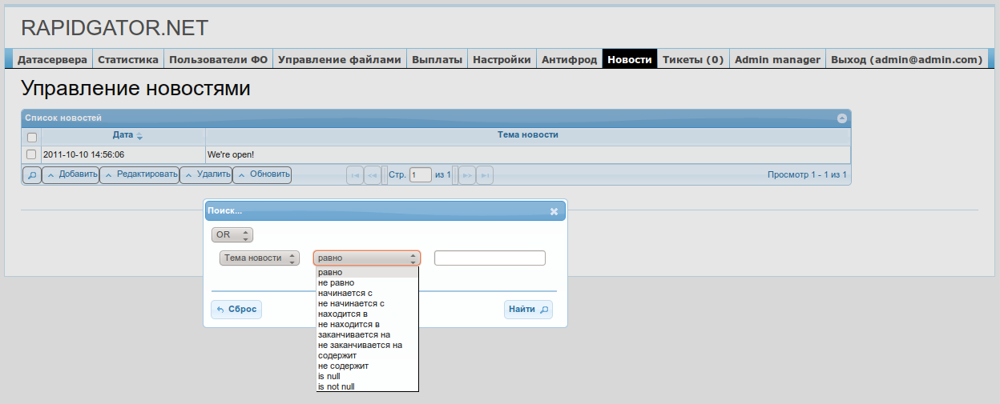 RAPIDGATOR.NET
Датасервера Статистика Пользователи ФО Управление файлами Выплаты Настройки Антифрод Новости Тикеты (0) Admin manager Выход (admin@admin.com)
Управление новостями
Список новостей
Дата Тема новости
2011-10-10 14:56:06 We're open!
Добавить Редактировать Удалить Обновить Стр. 1 из 1 Просмотр 1 - 1 из 1
Поиск...
OR
Тема новости равно
равно
не равно
начинается с
не начинается с
находится в
не находится в
заканчивается на
не заканчивается на
содержит
не содержит
is null
is not null
Сброс Найти